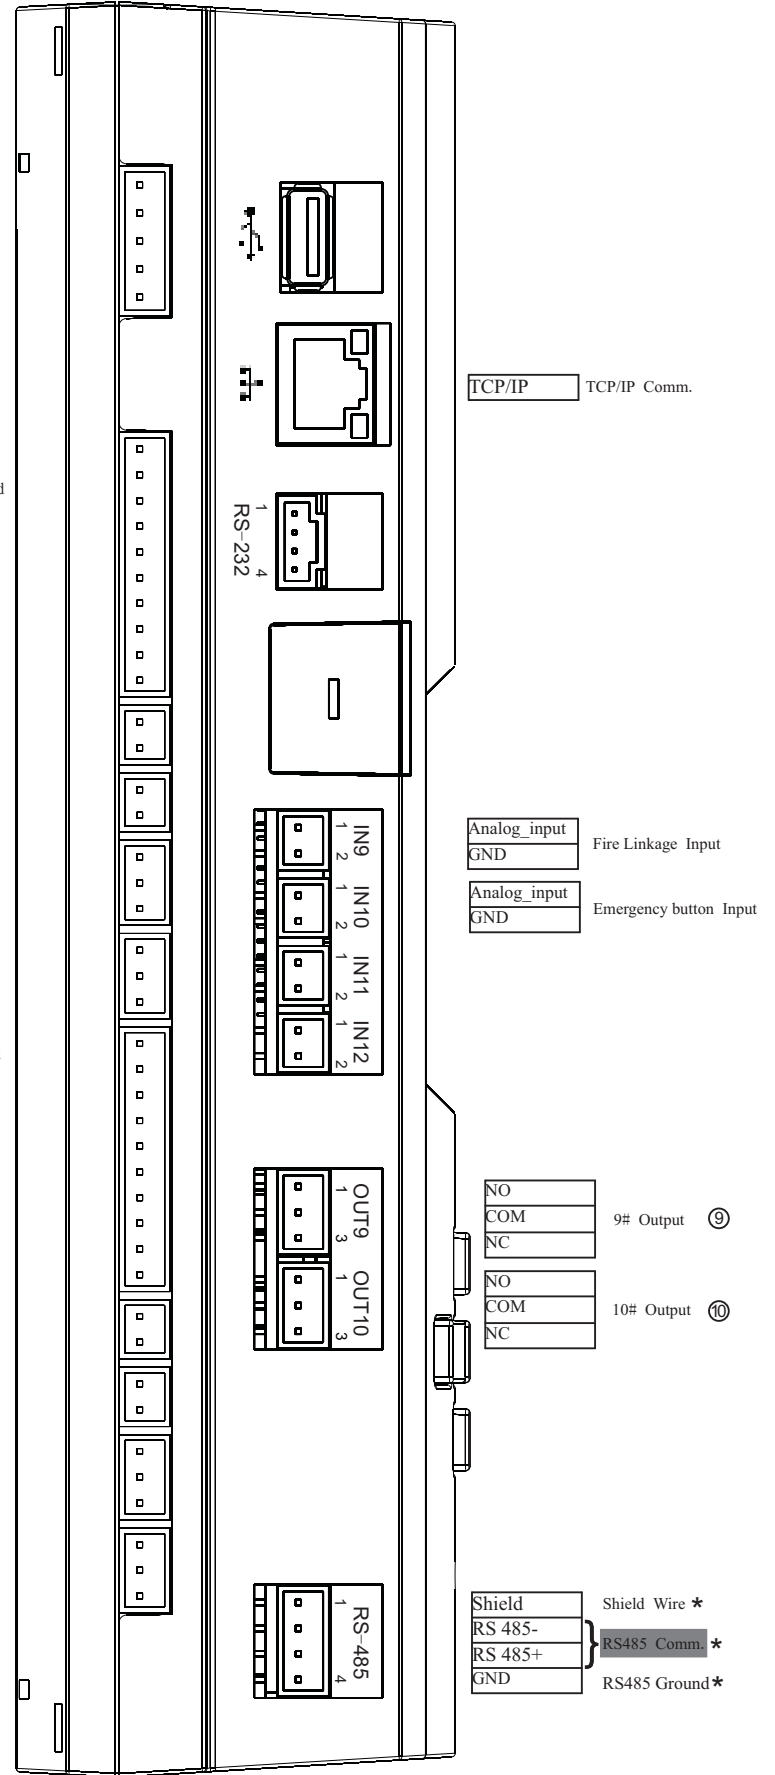 TCP/IP TCP/IP Comm.
d
1
RS-232
4
1
IN9
2
Analog_input
Fire Linkage Input
GND
1
IN10
2
Analog_input
Emergency button Input
GND
1
IN11
2
1
IN12
2
1
OUT9
3
NO
COM 9# Output ⑨
NC
1
OUT10
3
NO
COM 10# Output ⑩
NC
1
RS-485
4
Shield Shield Wire *
RS 485-
RS485 Comm. *
RS 485+
GND RS485 Ground *